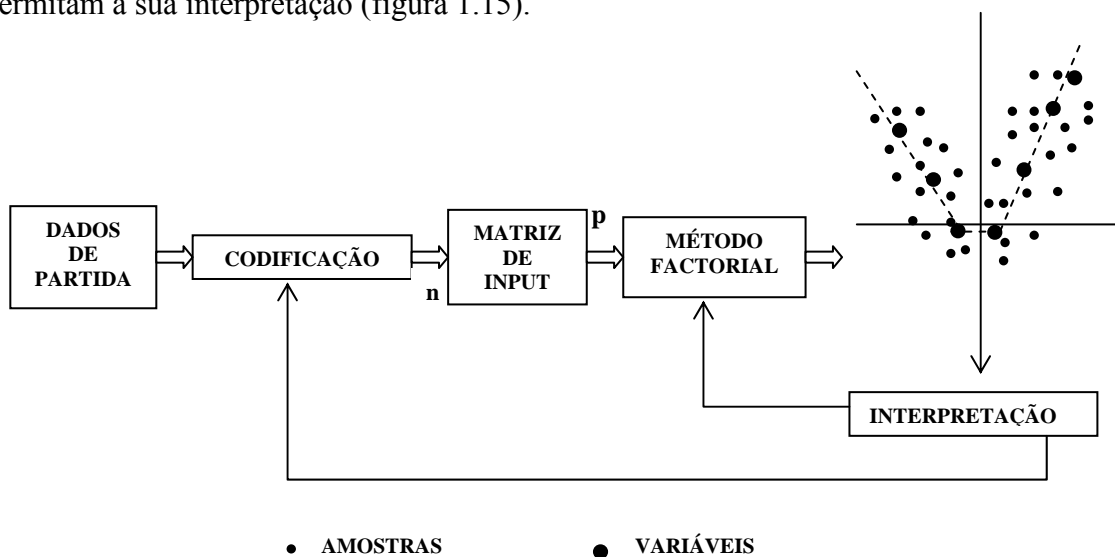 ermitam a sua interpretação (figura 1.15).
DADOS
DE
PARTIDA
CODIFICAÇÃO
n
MATRIZ
DE
INPUT
p
MÉTODO
FACTORIAL
INTERPRETAÇÃO
AMOSTRAS
VARIÁVEIS